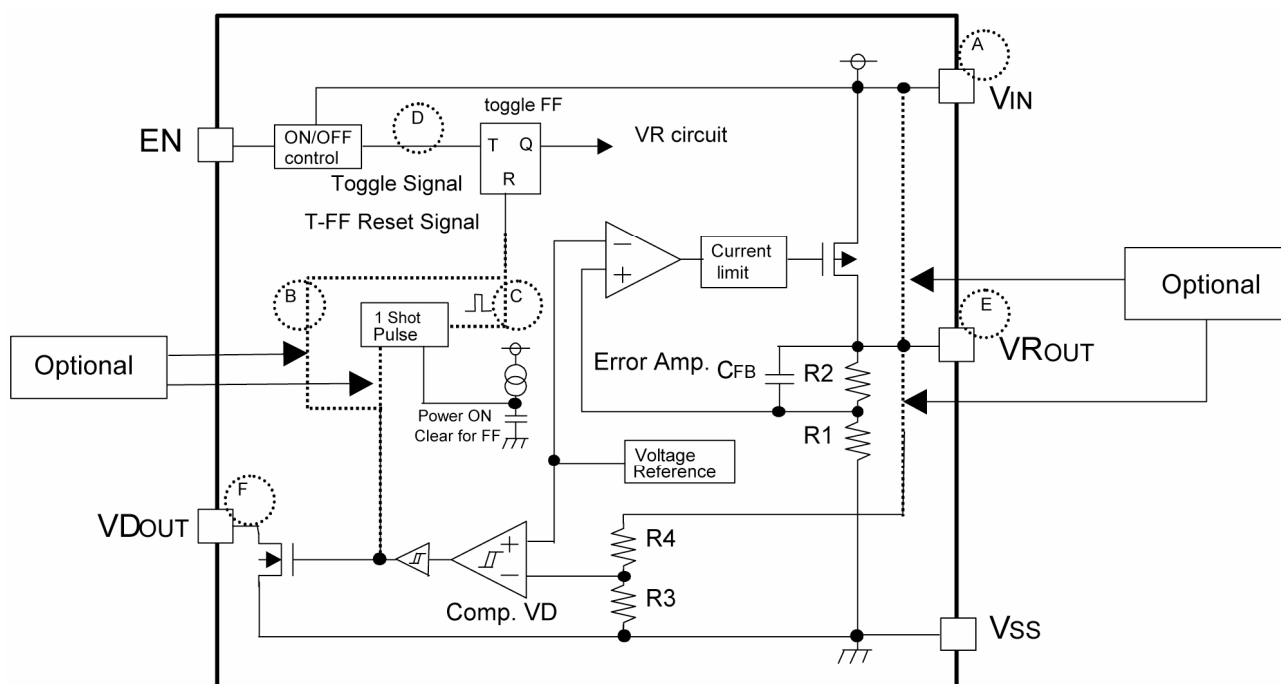 A
VIN
EN
ON/OFF
control
D
toggle FF
T Q
R
VR circuit
Toggle Signal
T-FF Reset Signal
Current
limit
B
C
1 Shot
Pulse
Optional
Optional
E
VROUT
Error Amp.
CFB
R2
R1
Power ON
Clear for FF
Voltage
Reference
F
VDOUT
R4
R3
Comp. VD
VSS